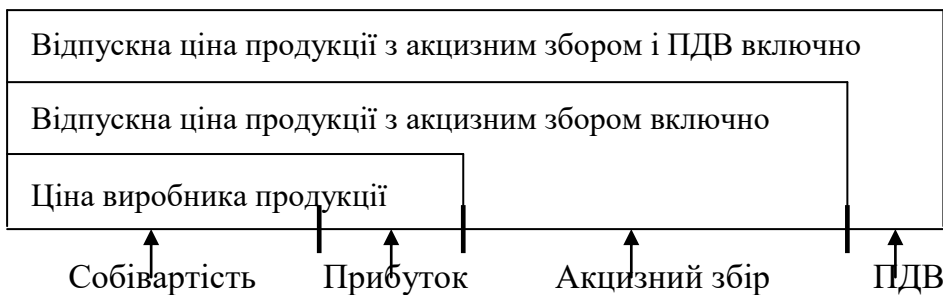 Відпускна ціна продукції з акцизним збором і ПДВ включно
Відпускна ціна продукції з акцизним збором включно
Ціна виробника продукції
Собівартість Прибуток Акцизний збір ПДВ